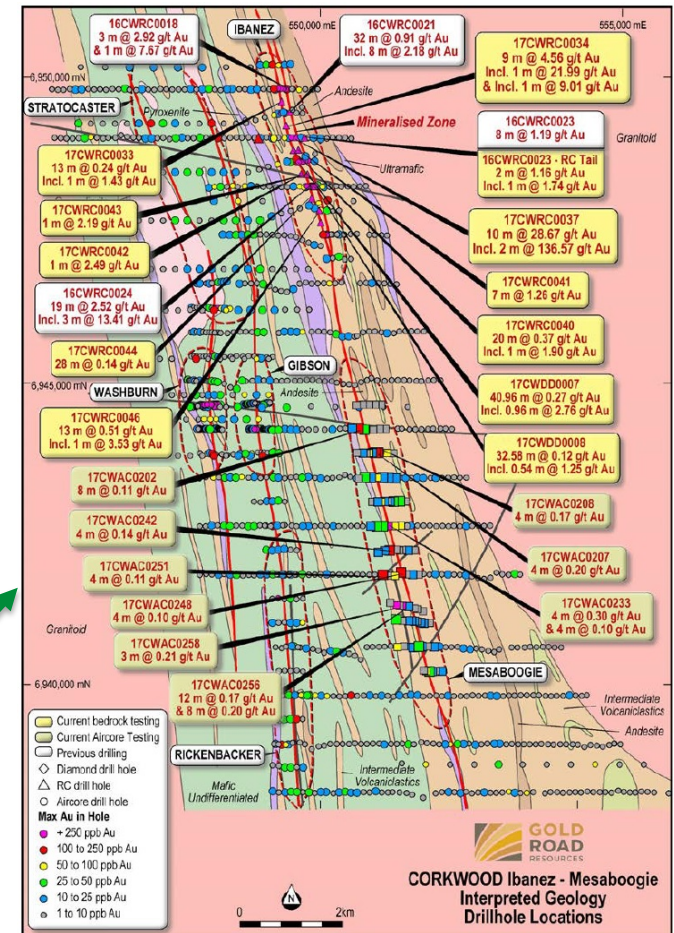 16CWRC0018
3 m @ 2.92 g/t Au
& 1 m @ 7.67 g/t Au
IBANEZ
550,000 mE
16CWRC0021
32 m @ 0.91 g/t Au
Incl. 8 m @ 2.18 g/t Au
555,000 mE
17CWRC0034
9 m @ 4.56 g/t Au
Incl. 1 m @ 21.99 g/t Au
& Incl. 1 m @ 9.01 g/t Au
6,950,000 mN
STRATOCASTER
Pyroxenite
Andesite
Mineralised Zone
16CWRC0023
8 m @ 1.19 g/t Au
Granitoid
16CWRC0023 - RC Tail
2 m @ 1.16 g/t Au
Incl. 1 m @ 1.74 g/t Au
Ultramafic
17CWRC0033
13 m @ 0.24 g/t Au
Incl. 1 m @ 1.43 g/t Au
17CWRC0043
1 m @ 2.19 g/t Au
17CWRC0037
10 m @ 28.67 g/t Au
Incl. 2 m @ 136.57 g/t Au
17CWRC0042
1 m @ 2.49 g/t Au
17CWRC0041
7 m @ 1.26 g/t Au
16CWRC0024
19 m @ 2.52 g/t Au
Incl. 3 m @ 13.41 g/t Au
17CWRC0040
20 m @ 0.37 g/t Au
Incl. 1 m @ 1.90 g/t Au
17CWRC0044
28 m @ 0.14 g/t Au
GIBSON
6,945,000 mN
WASHBURN
Andesite
17CWDD0007
40.96 m @ 0.27 g/t Au
Incl. 0.96 m @ 2.76 g/t Au
17CWRC0046
13 m @ 0.51 g/t Au
Incl. 1 m @ 3.53 g/t Au
17CWDD0008
32.58 m @ 0.12 g/t Au
Incl. 0.54 m @ 1.25 g/t Au
17CWAC0202
8 m @ 0.11 g/t Au
17CWAC0208
4 m @ 0.17 g/t Au
17CWAC0242
4 m @ 0.14 g/t Au
17CWAC0207
4 m @ 0.20 g/t Au
17CWAC0251
4 m @ 0.11 g/t Au
17CWAC0248
4 m @ 0.10 g/t Au
17CWAC0233
4 m @ 0.30 g/t Au
& 4 m @ 0.10 g/t Au
Granitoid
17CWAC0258
3 m @ 0.21 g/t Au
17CWAC0256
12 m @ 0.17 g/t Au
& 8 m @ 0.20 g/t Au
MESABOOGIE
6,940,000 mN
Intermediate
Volcaniclastics
Andesite
RICKENBACKER
Mafic
Undifferentiated
Intermediate
Volcaniclastics
Current bedrock testing
Current Aircore Testing
Previous drilling
Diamond drill hole
RC drill hole
Aircore drill hole
Max Au in Hole
+ 250 ppb Au
100 to 250 ppb Au
50 to 100 ppb Au
25 to 50 ppb Au
10 to 25 ppb Au
1 to 10 ppb Au
N
0 2km
GOLD
ROAD
RESOURCES
CORKWOOD Ibanez - Mesaboogie
Interpreted Geology
Drillhole Locations